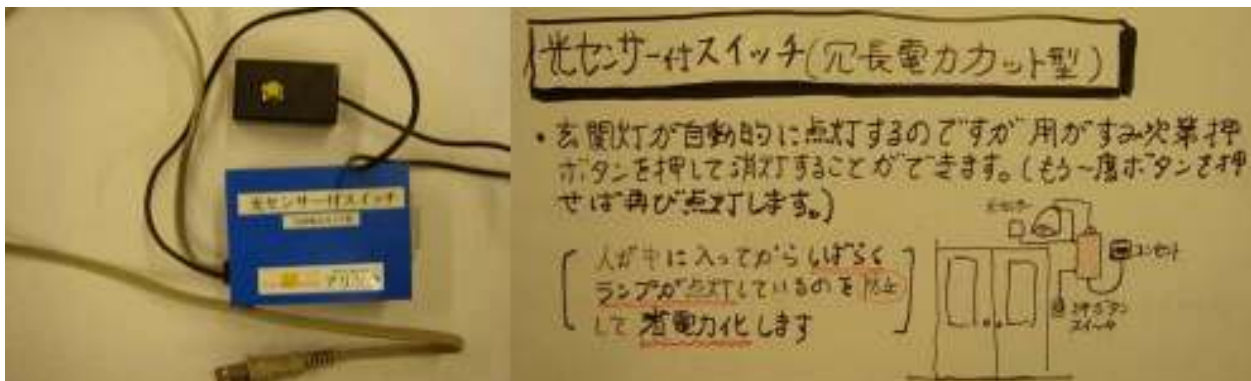 光センサー付スイッチ
光センサー付スイッチ(冗長電力カット型)
・玄関灯が自動的に点灯するのですが用がすみ次第押
ボタンを押して消灯することができます。(もう一度ボタンを押
せば再び点灯します。)
人が中に入ってからしばらく
ランプが点灯しているのを防止
して省電力化します
光センサー
コンセント
押ボタン
スイッチ